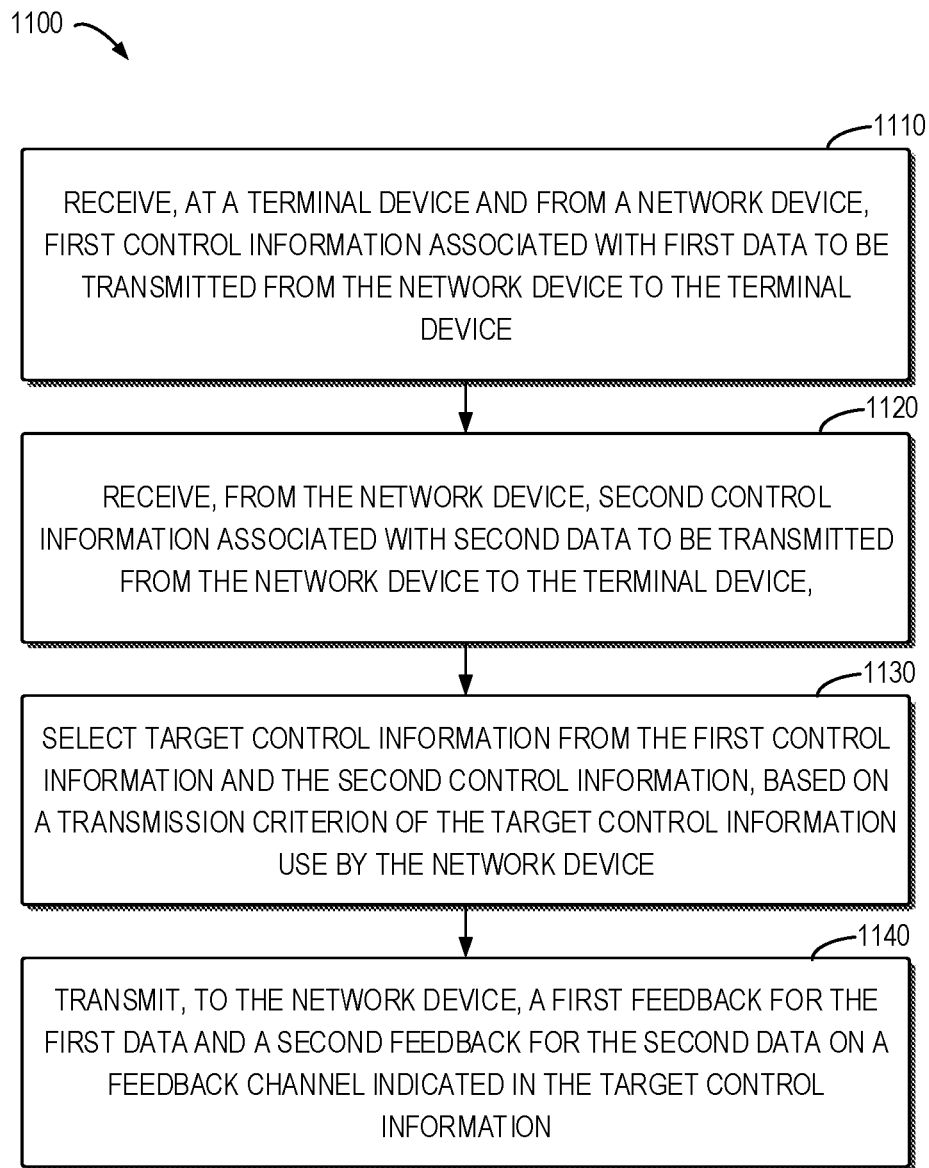 1100
1110
RECEIVE, AT A TERMINAL DEVICE AND FROM A NETWORK DEVICE,
FIRST CONTROL INFORMATION ASSOCIATED WITH FIRST DATA TO BE
TRANSMITTED FROM THE NETWORK DEVICE TO THE TERMINAL
DEVICE
1120
RECEIVE, FROM THE NETWORK DEVICE, SECOND CONTROL
INFORMATION ASSOCIATED WITH SECOND DATA TO BE TRANSMITTED
FROM THE NETWORK DEVICE TO THE TERMINAL DEVICE,
1130
SELECT TARGET CONTROL INFORMATION FROM THE FIRST CONTROL
INFORMATION AND THE SECOND CONTROL INFORMATION, BASED ON
A TRANSMISSION CRITERION OF THE TARGET CONTROL INFORMATION
USE BY THE NETWORK DEVICE
1140
TRANSMIT, TO THE NETWORK DEVICE, A FIRST FEEDBACK FOR THE
FIRST DATA AND A SECOND FEEDBACK FOR THE SECOND DATA ON A
FEEDBACK CHANNEL INDICATED IN THE TARGET CONTROL
INFORMATION